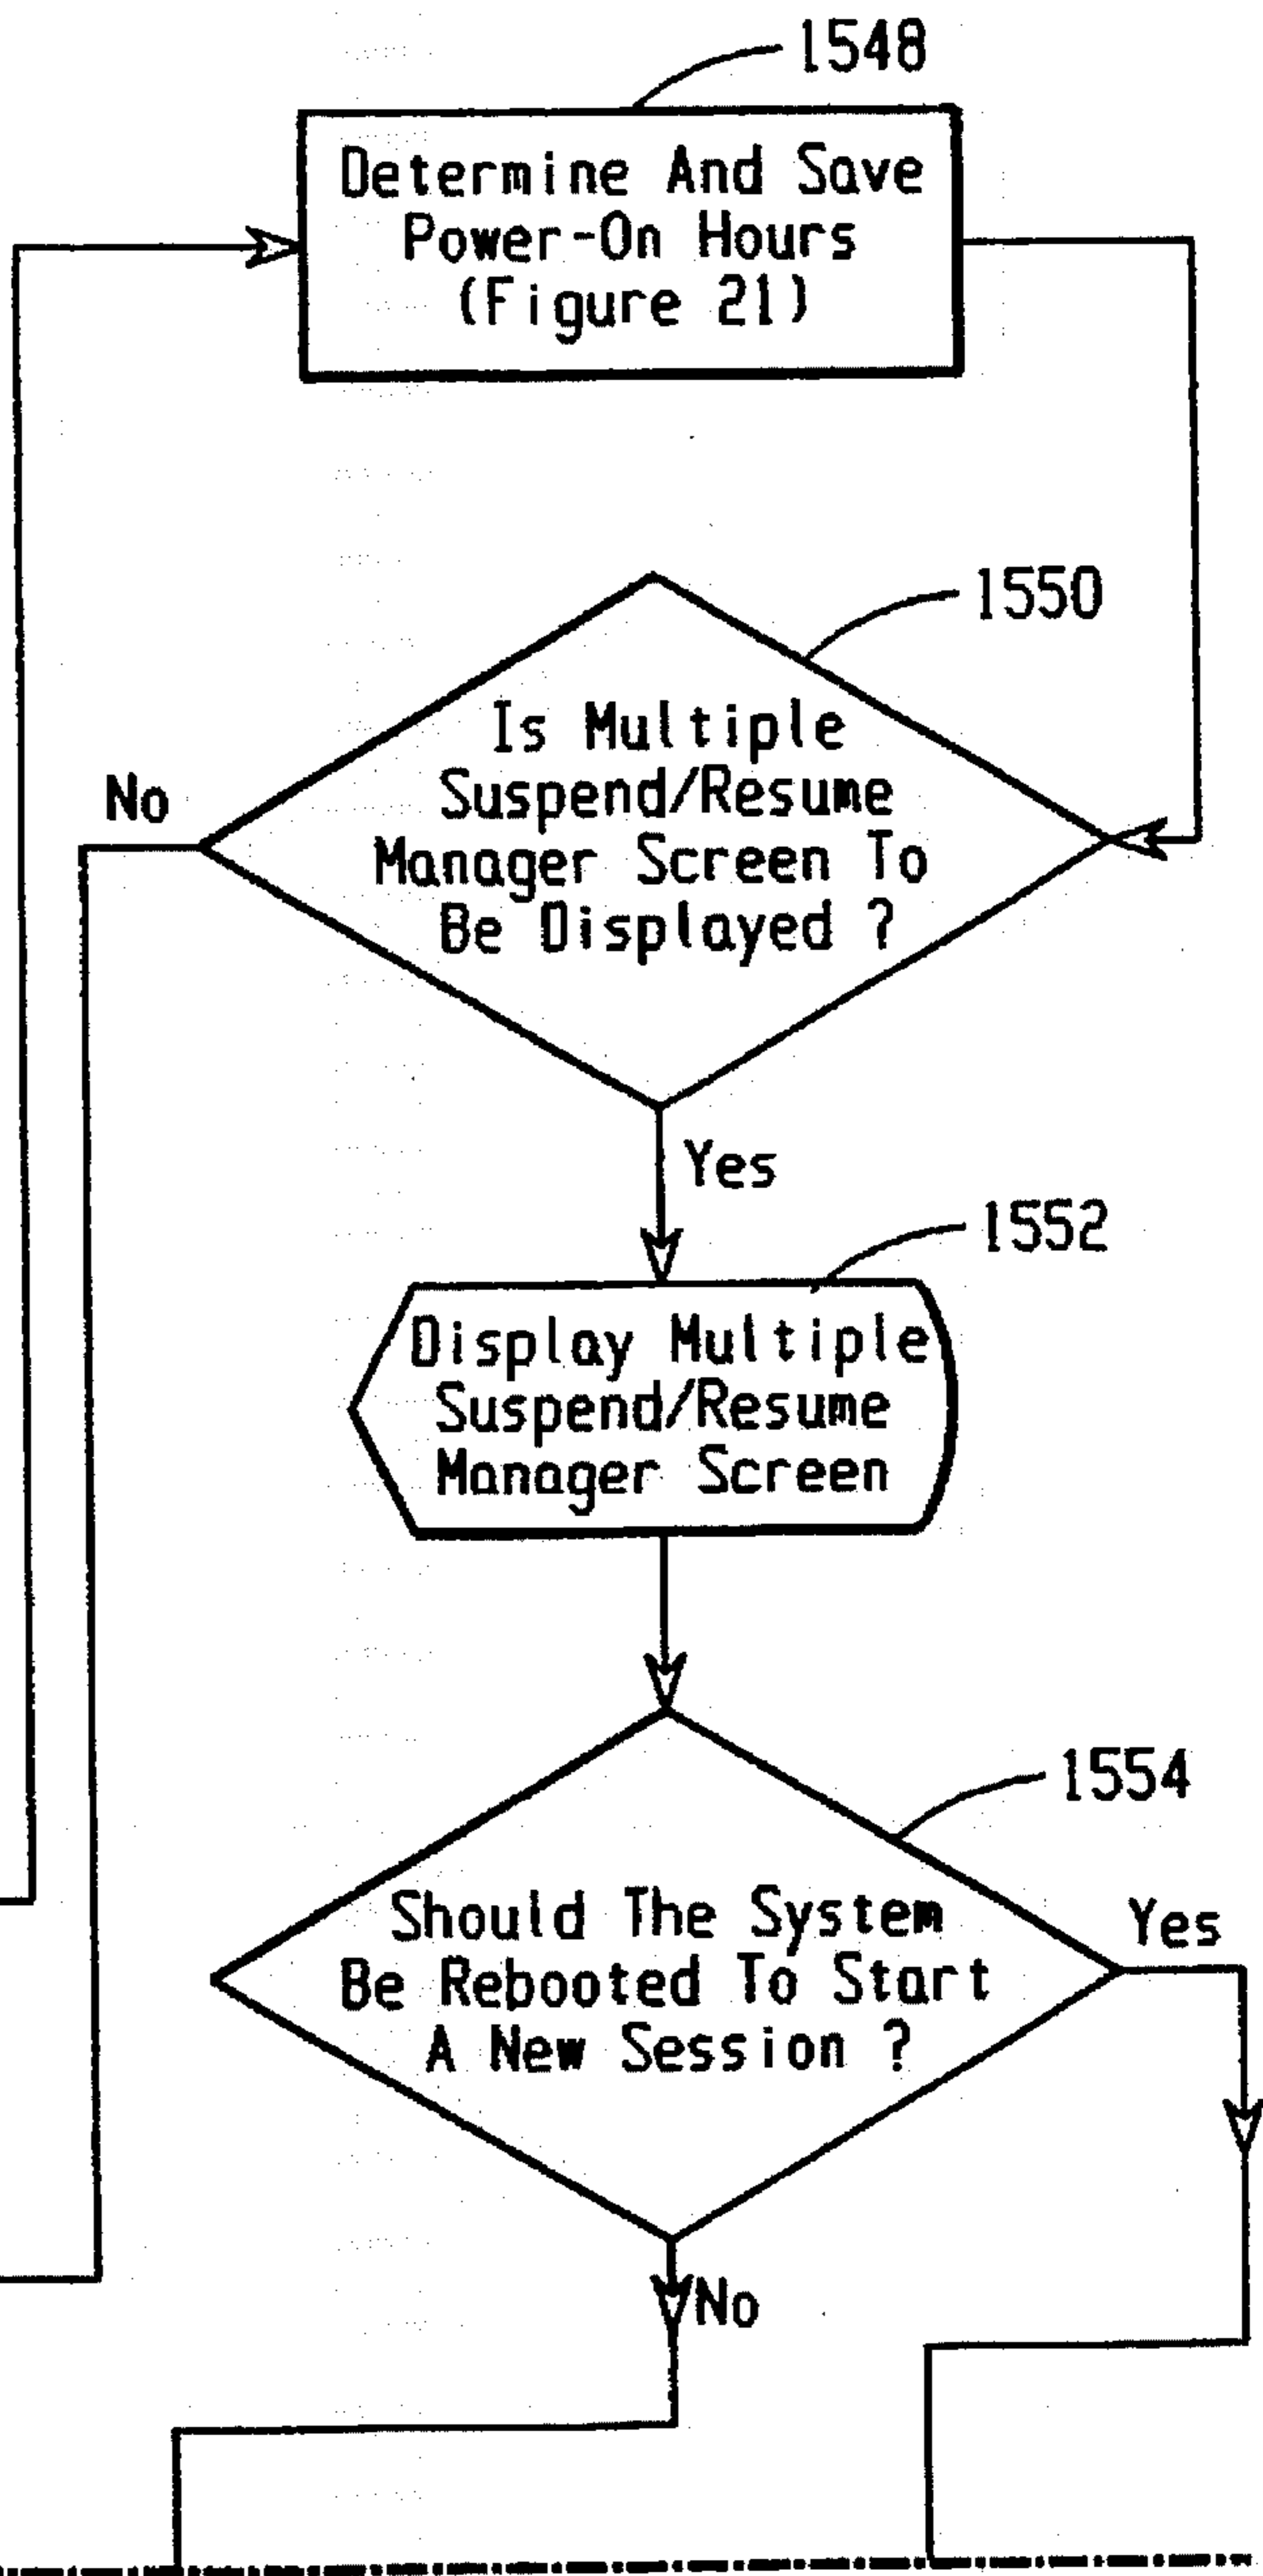 1548
Determine And Save
Power-On Hours
(Figure 21)
1550
Is Multiple
Suspend/Resume
Manager Screen To
Be Displayed ?
No
Yes
1552
Display Multiple
Suspend/Resume
Manager Screen
1554
Should The System
Be Rebooted To Start
A New Session ?
Yes
No